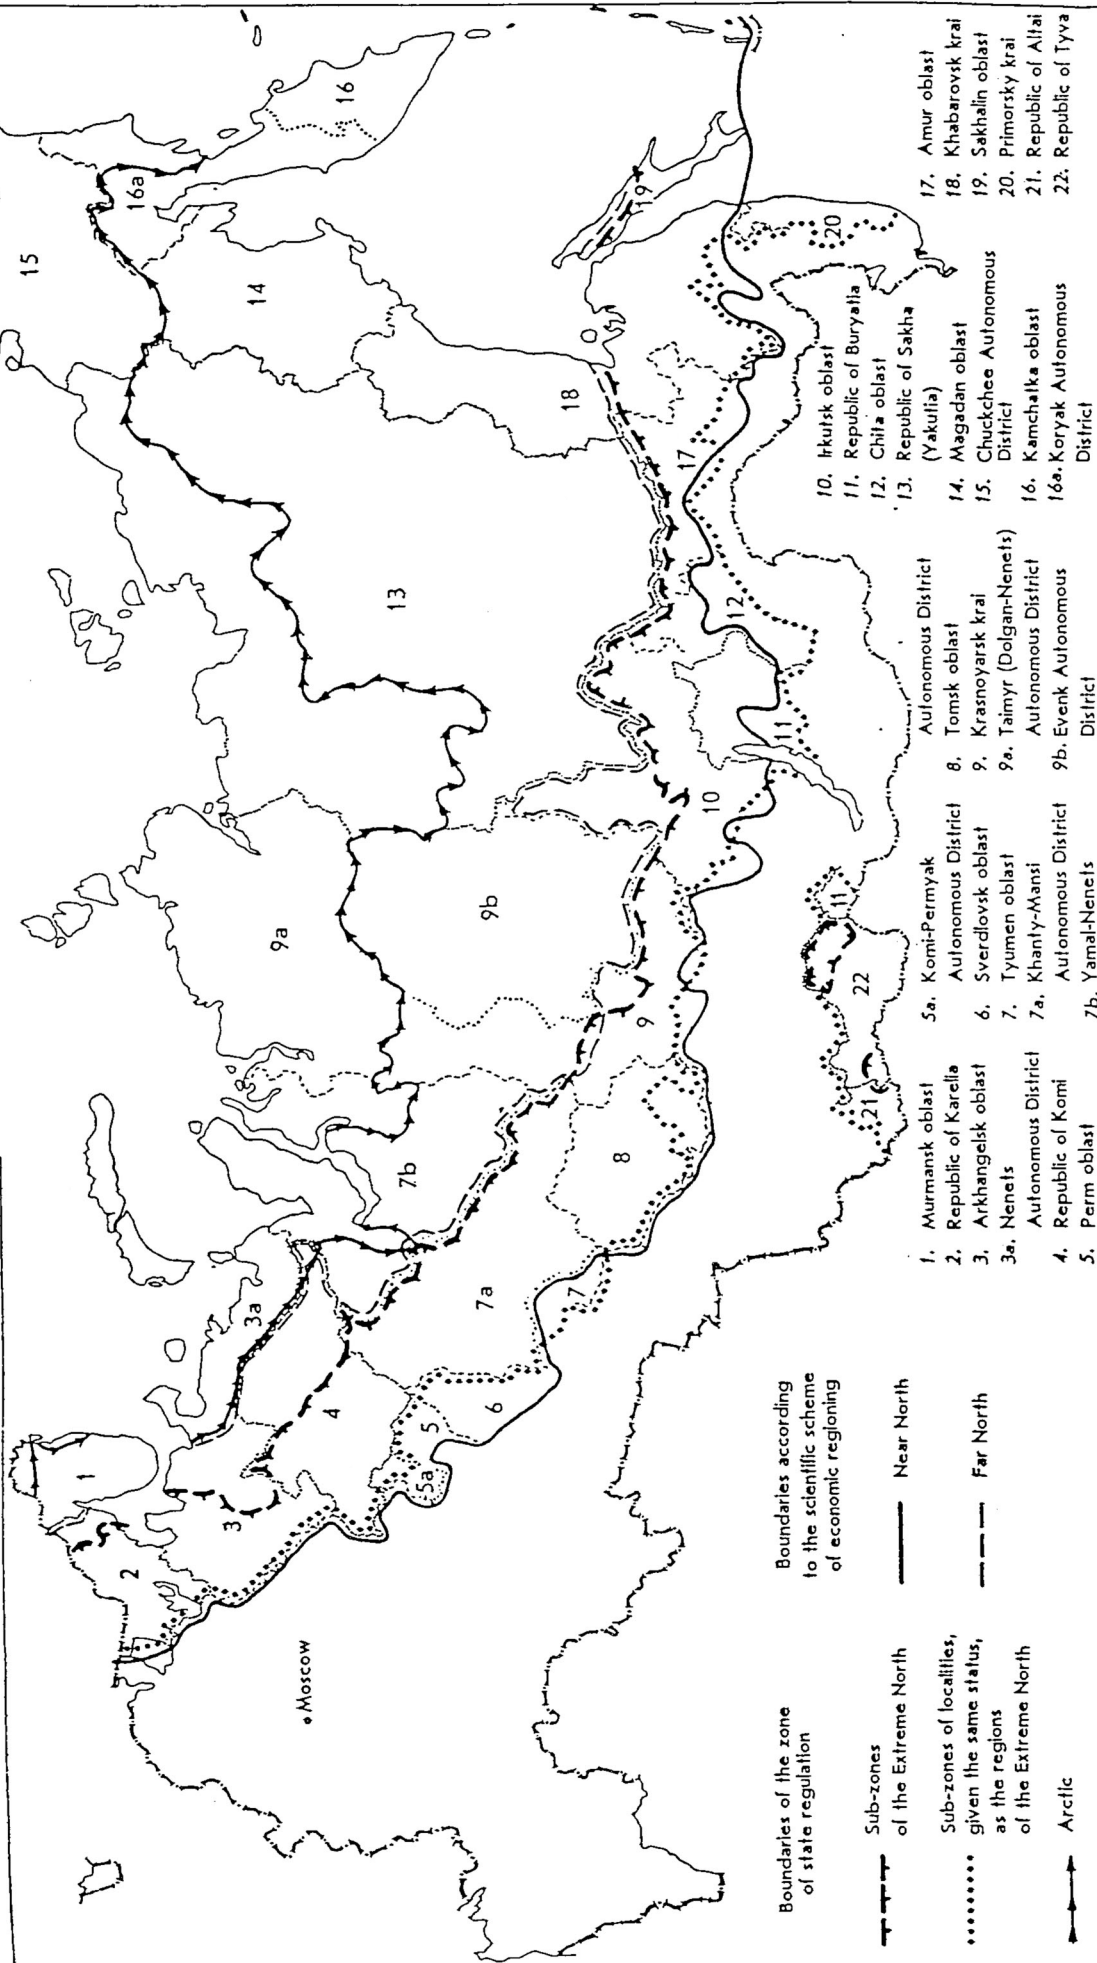 15
16a
16
14
13
18
19
17
20
12
11
10
9a
9b
9
7b
8
7a
7
3a
4
1
3
2
5
5a
6
11
22
21
Moscow
Boundaries of the zone
of state regulation
Sub-zones
of the Extreme North
Sub-zones of localities,
given the same status,
as the regions
of the Extreme North
Arctic
Boundaries according
to the scientific scheme
of economic regioning
Near North
Far North
1. Murmansk oblast
2. Republic of Karelia
3. Arkhangelsk oblast
3a. Nenets
Autonomous District
4. Republic of Komi
5. Perm oblast
5a. Komi-Permyak
Autonomous District
6. Sverdlovsk oblast
7. Tyumen oblast
7a. Khanty-Mansi
Autonomous District
7b. Yamal-Nenets
Autonomous District
8. Tomsk oblast
9. Krasnoyarsk krai
9a. Taimyr (Dolgan-Nenets)
Autonomous District
9b. Evenk Autonomous
District
10. Irkutsk oblast
11. Republic of Buryatia
12. Chita oblast
13. Republic of Sakha
(Yakutia)
14. Magadan oblast
15. Chuckchee Autonomous
District
16. Kamchatka oblast
16a. Koryak Autonomous
District
17. Amur oblast
18. Khabarovsk krai
19. Sakhalin oblast
20. Primorsky krai
21. Republic of Altai
22. Republic of Tyva